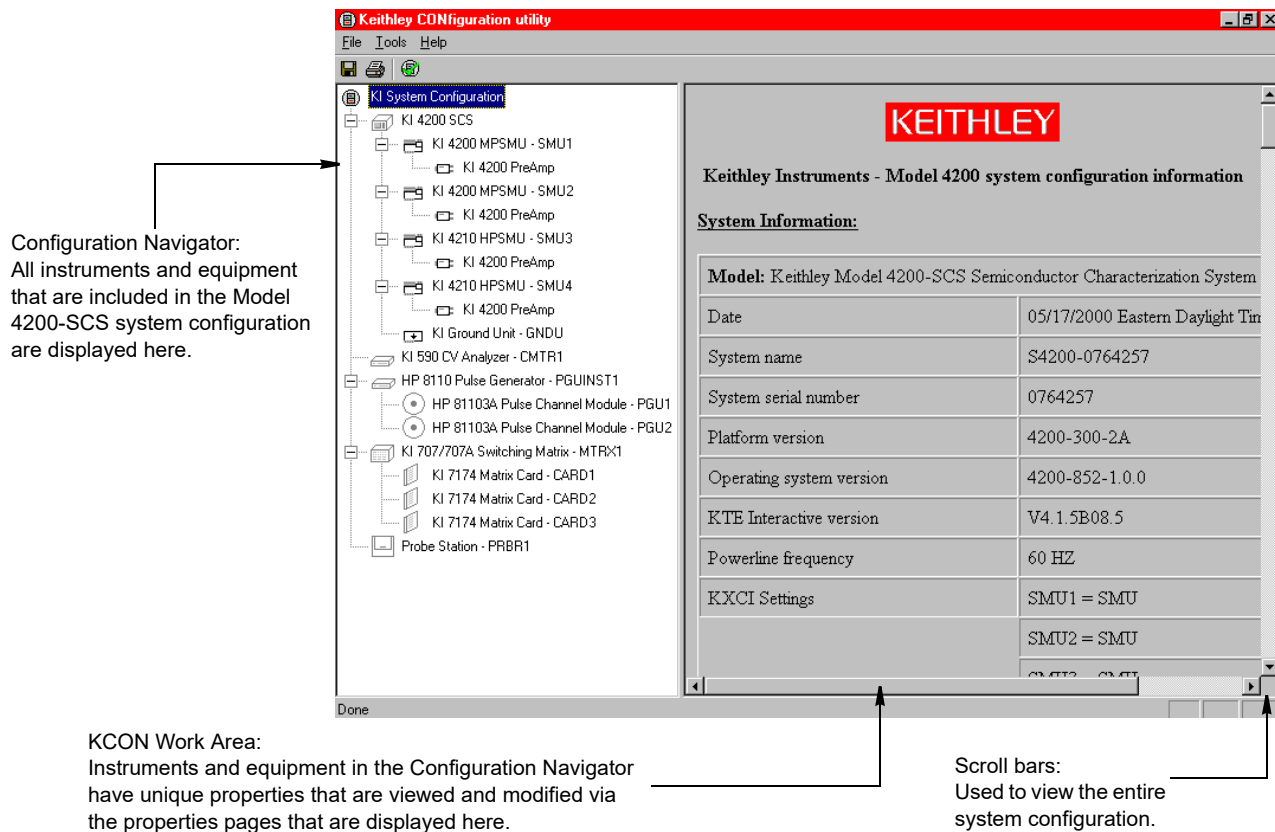 Keithley CONfiguration utility
File Tools Help
KI System Configuration
KI 4200 SCS
KI 4200 MPSMU - SMU1
KI 4200 PreAmp
KI 4200 MPSMU - SMU2
KI 4200 PreAmp
KI 4210 HPSMU - SMU3
KI 4200 PreAmp
KI 4210 HPSMU - SMU4
KI 4200 PreAmp
KI Ground Unit - GNDU
KI 590 CV Analyzer - CMTR1
HP 8110 Pulse Generator - PGUINST1
HP 81103A Pulse Channel Module - PGU1
HP 81103A Pulse Channel Module - PGU2
KI 707/707A Switching Matrix - MTRX1
KI 7174 Matrix Card - CARD1
KI 7174 Matrix Card - CARD2
KI 7174 Matrix Card - CARD3
Probe Station - PRBR1
KEITHLEY
Keithley Instruments - Model 4200 system configuration information
System Information:
Model: Keithley Model 4200-SCS Semiconductor Characterization System
Date 05/17/2000 Eastern Daylight Tim
System name S4200-0764257
System serial number 0764257
Platform version 4200-300-2A
Operating system version 4200-852-1.0.0
KTE Interactive version V4.1.5B08.5
Powerline frequency 60 HZ
KXCI Settings SMU1 = SMU
SMU2 = SMU
SMU3 = SMU
Done
Configuration Navigator:
All instruments and equipment
that are included in the Model
4200-SCS system configuration
are displayed here.
KCON Work Area:
Instruments and equipment in the Configuration Navigator
have unique properties that are viewed and modified via
the properties pages that are displayed here.
Scroll bars:
Used to view the entire
system configuration.